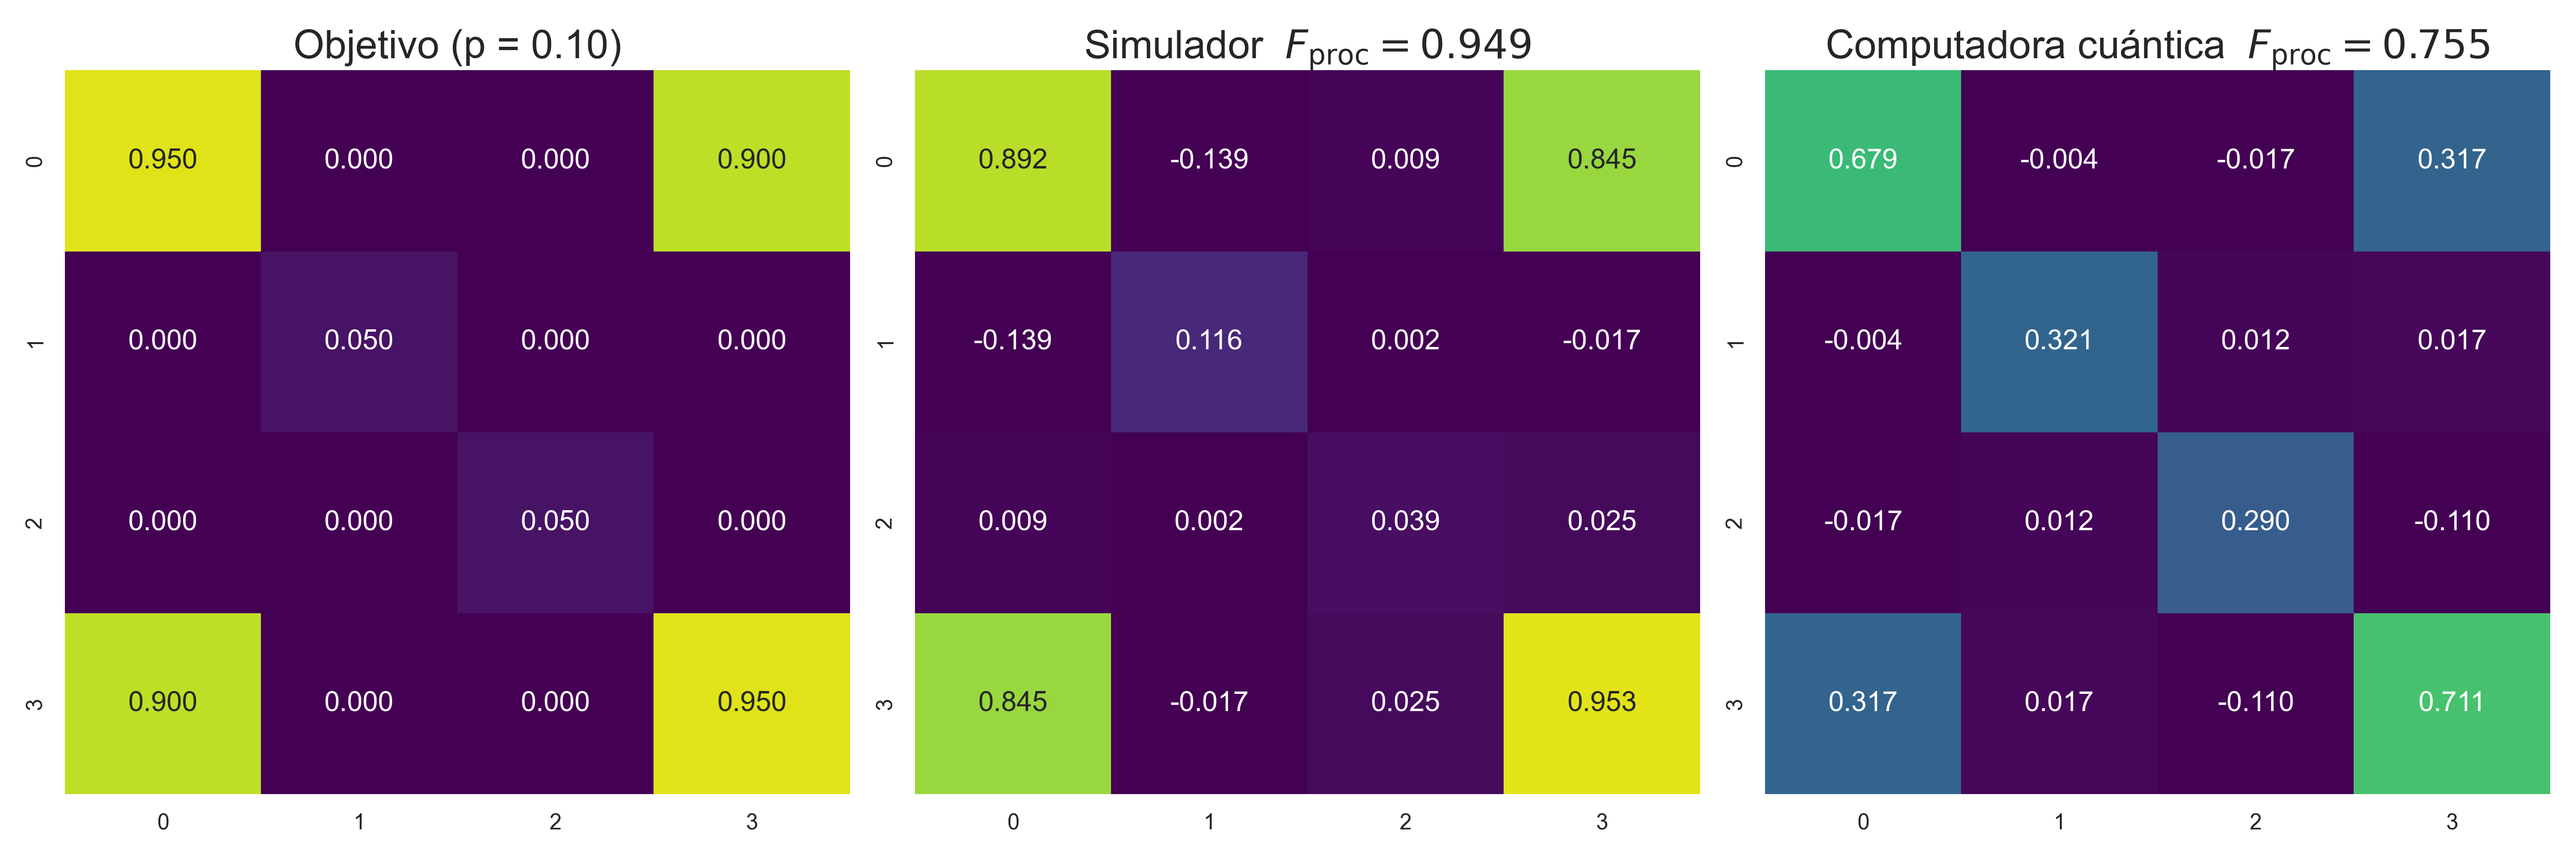 Objetivo (p = 0.10)
0.950 0.000 0.000 0.900
0.000 0.050 0.000 0.000
0.000 0.000 0.050 0.000
0.900 0.000 0.000 0.950
0
1
2
3
0 1 2 3
Simulador F_proc = 0.949
0.892 -0.139 0.009 0.845
-0.139 0.116 0.002 -0.017
0.009 0.002 0.039 0.025
0.845 -0.017 0.025 0.953
0
1
2
3
0 1 2 3
Computadora cuántica F_proc = 0.755
0.679 -0.004 -0.017 0.317
-0.004 0.321 0.012 0.017
-0.017 0.012 0.290 -0.110
0.317 0.017 -0.110 0.711
0
1
2
3
0 1 2 3